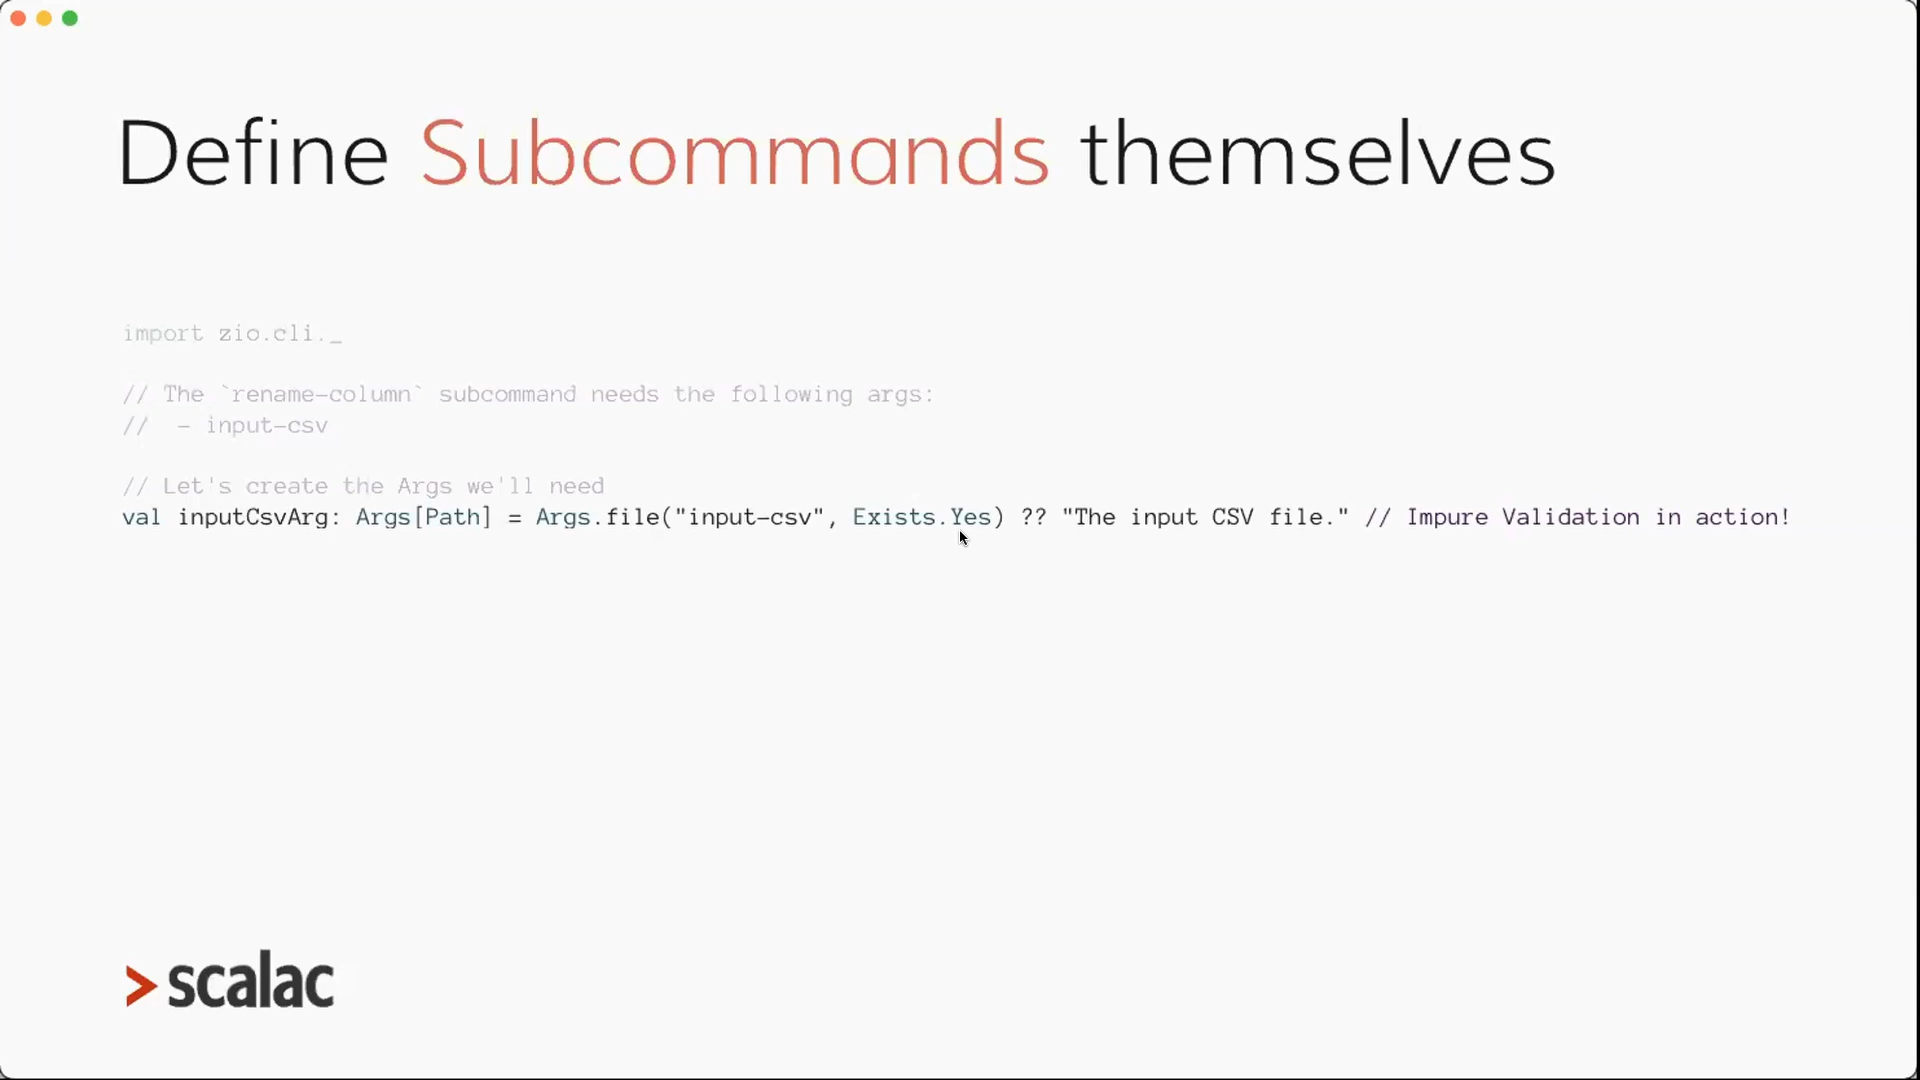 Define Subcommands themselves
import zio.cli._
// The `rename-column` subcommand needs the following args:
//  - input-csv
// Let's create the Args we'll need
val inputCsvArg: Args[Path] = Args.file("input-csv", Exists.Yes) ?? "The input CSV file." // Impure Validation in action!
> scalac